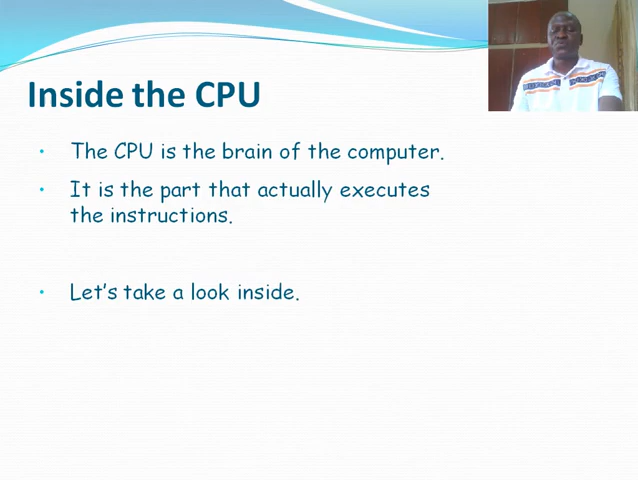 Inside the CPU
• The CPU is the brain of the computer.
• It is the part that actually executes
the instructions.
• Let's take a look inside.